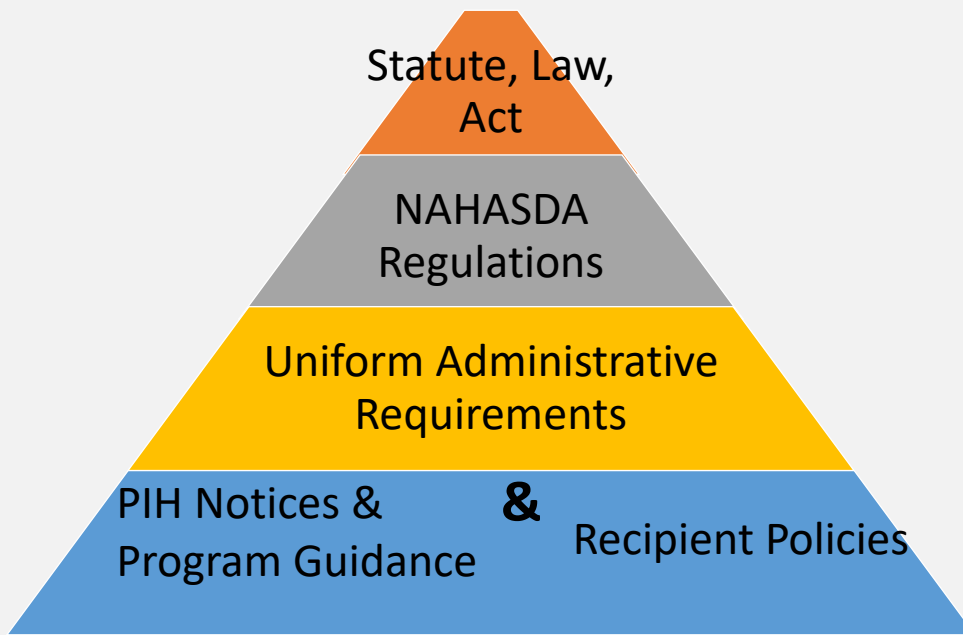 Statute, Law,
Act
NAHASDA
Regulations
Uniform Administrative
Requirements
PIH Notices &
Program Guidance
&
Recipient Policies